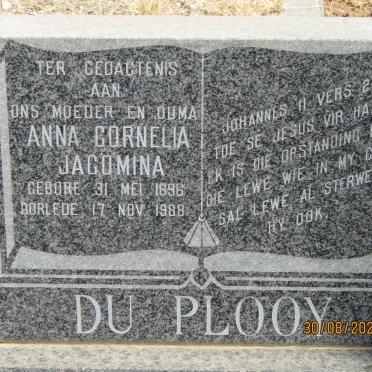 TER GEDAGTENIS
AAN
ONS MOEDER EN OUMA
ANNA CORNELIA
JACOMINA
GEBORE 31 MEI 1896
OORLEDE 17 NOV 1988
JOHANNES 11 VERS 2
TOE SE JESUS VIR HA
EK IS DIE OPSTANDING
DIE LEWE WIE IN MY G
SAL LEWE AL STERWE
HY OOK
DU PLOOY
30/08/202